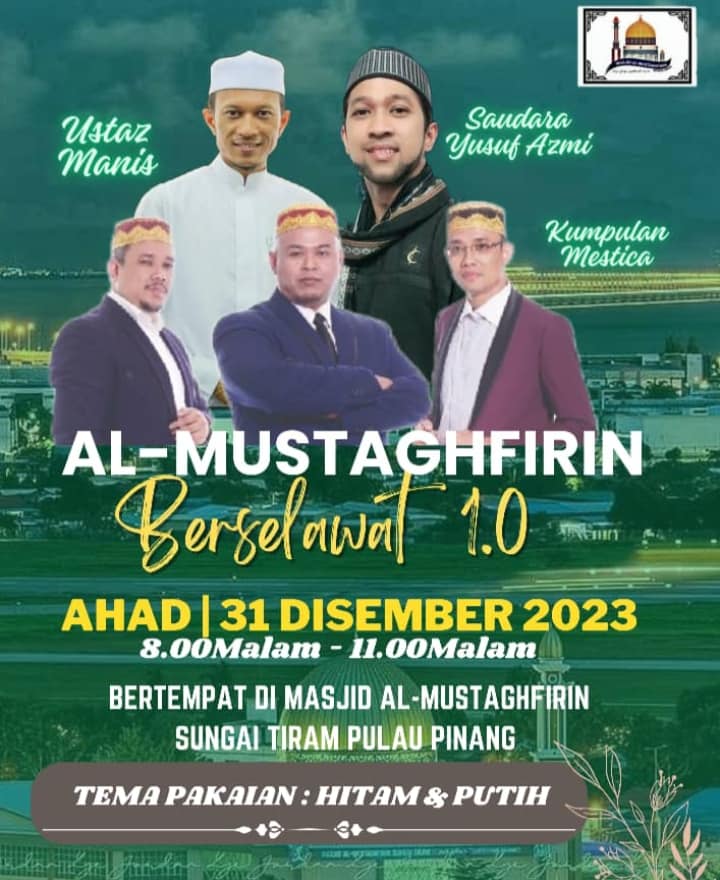 Ustaz
Manis
Saudara
Yusuf Azmi
Kumpulan
Mestica
AL-MUSTAGHFIRIN
Berselawat 1.0
AHAD | 31 DISEMBER 2023
8.00Malam - 11.00Malam
BERTEMPAT DI MASJID AL-MUSTAGHFIRIN
SUNGAI TIRAM PULAU PINANG
TEMA PAKAIAN : HITAM & PUTIH